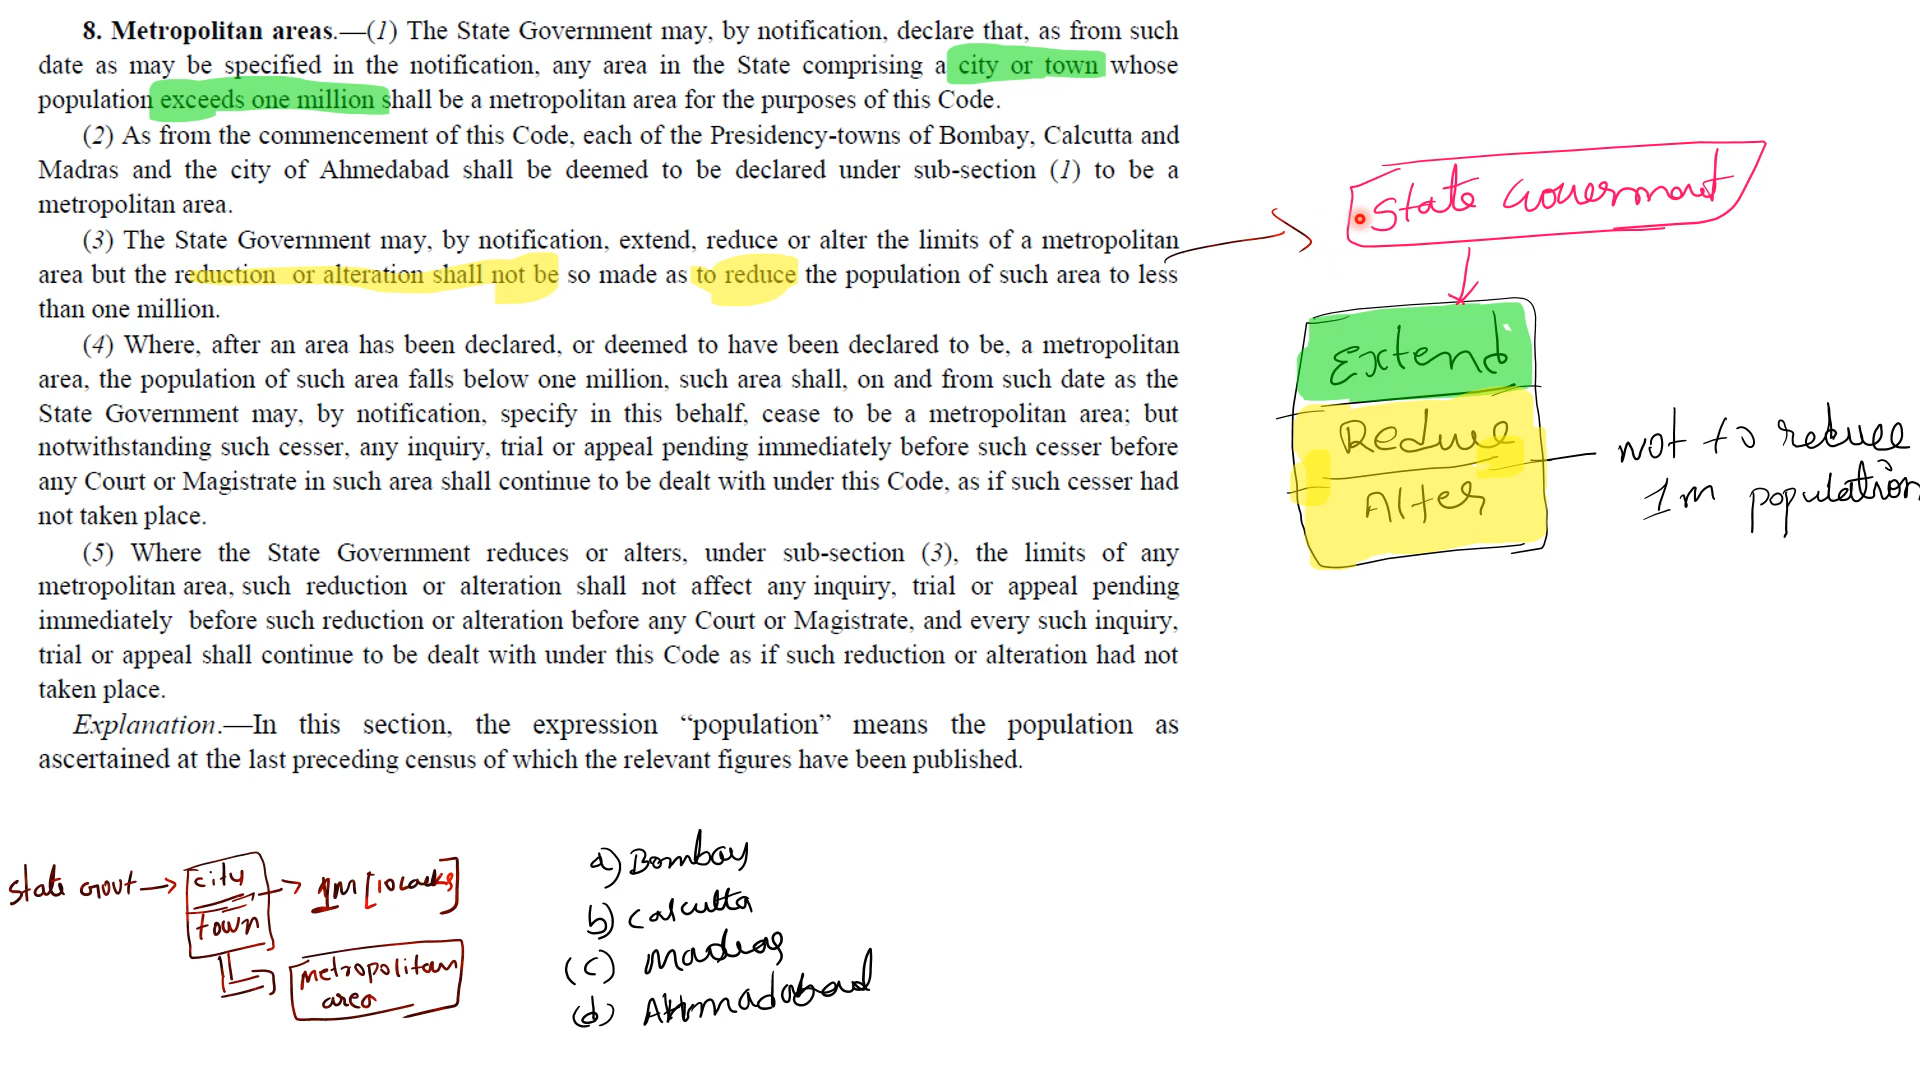 8. Metropolitan areas.—(1) The State Government may, by notification, declare that, as from such
date as may be specified in the notification, any area in the State comprising a city or town whose
population exceeds one million shall be a metropolitan area for the purposes of this Code.
(2) As from the commencement of this Code, each of the Presidency-towns of Bombay, Calcutta and
Madras and the city of Ahmedabad shall be deemed to be declared under sub-section (1) to be a
metropolitan area.
(3) The State Government may, by notification, extend, reduce or alter the limits of a metropolitan
area but the reduction or alteration shall not be so made as to reduce the population of such area to less
than one million.
(4) Where, after an area has been declared, or deemed to have been declared to be, a metropolitan
area, the population of such area falls below one million, such area shall, on and from such date as the
State Government may, by notification, specify in this behalf, cease to be a metropolitan area; but
notwithstanding such cesser, any inquiry, trial or appeal pending immediately before such cesser before
any Court or Magistrate in such area shall continue to be dealt with under this Code, as if such cesser had
not taken place.
(5) Where the State Government reduces or alters, under sub-section (3), the limits of any
metropolitan area, such reduction or alteration shall not affect any inquiry, trial or appeal pending
immediately before such reduction or alteration before any Court or Magistrate, and every such inquiry,
trial or appeal shall continue to be dealt with under this Code as if such reduction or alteration had not
taken place.
Explanation.—In this section, the expression “population” means the population as
ascertained at the last preceding census of which the relevant figures have been published.
State Government
Extend
Reduce
Alter
not to reduce
1m population
State Govt → city → 1M [10 Lacks]
town
metropolitan
area
a) Bombay
b) Calcutta
(c) Madras
(d) Ahmadabad